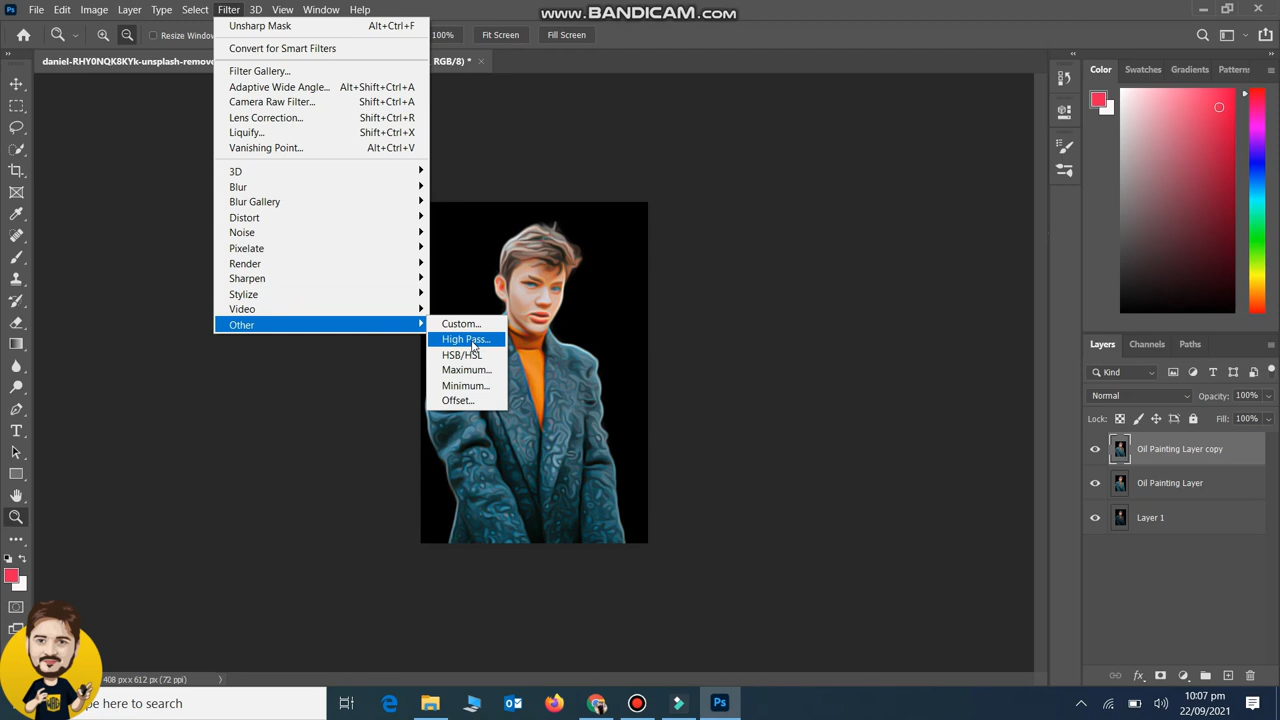 File Edit Image Layer Type Select Filter 3D View Window Help
www.BANDICAM.com
Resize Window 100% Fit Screen Fill Screen
daniel-RHY0NQK8KYk-unsplash-remove RGB/8) * ×
Unsharp Mask Alt+Ctrl+F
Convert for Smart Filters
Filter Gallery...
Adaptive Wide Angle... Alt+Shift+Ctrl+A
Camera Raw Filter... Shift+Ctrl+A
Lens Correction... Shift+Ctrl+R
Liquify... Shift+Ctrl+X
Vanishing Point... Alt+Ctrl+V
3D
Blur
Blur Gallery
Distort
Noise
Pixelate
Render
Sharpen
Stylize
Video
Other
Custom...
High Pass...
HSB/HSL
Maximum...
Minimum...
Offset...
Color Swatches Gradients Patterns
Layers Channels Paths
Kind
Normal Opacity: 100%
Lock: Fill: 100%
Oil Painting Layer copy
Oil Painting Layer
Layer 1
408 px x 612 px (72 ppi)
pe here to search
Ps
10:07 pm
22/09/2021